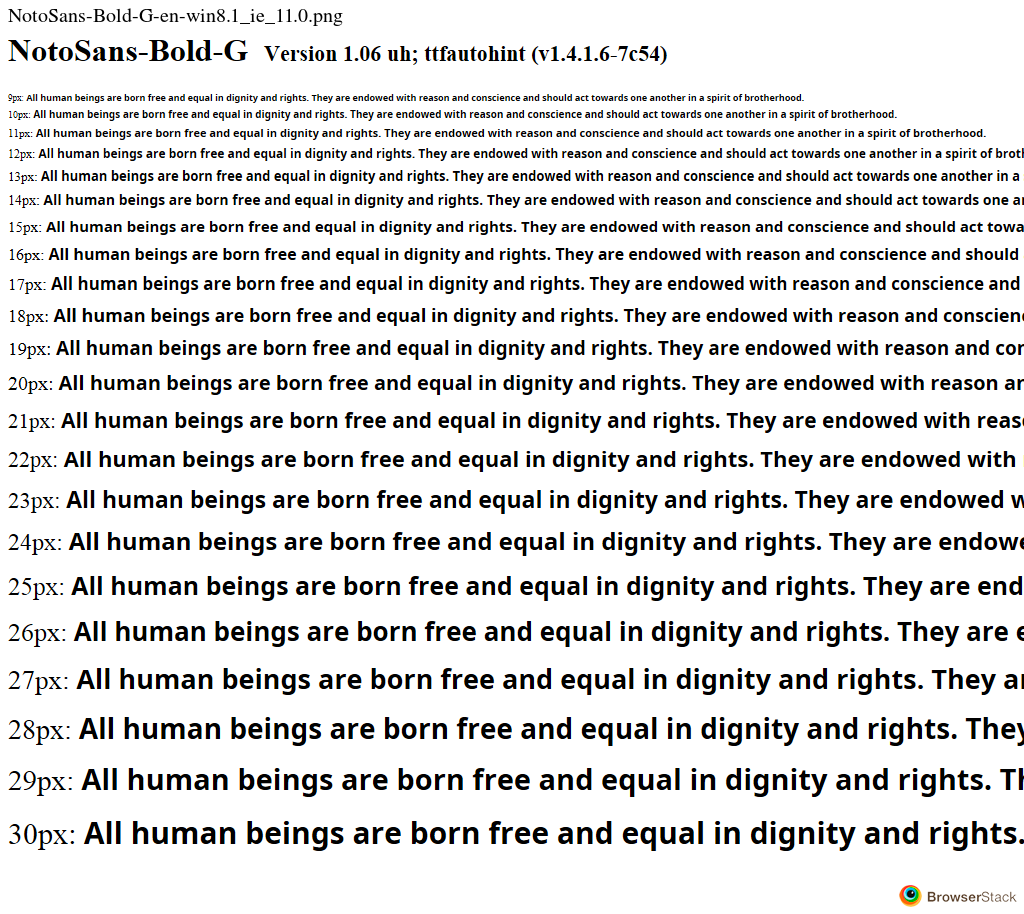 NotoSans-Bold-G-en-win8.1_ie_11.0.png
NotoSans-Bold-G Version 1.06 uh; ttfautohint (v1.4.1.6-7c54)
9px: All human beings are born free and equal in dignity and rights. They are endowed with reason and conscience and should act towards one another in a spirit of brotherhood.
10px: All human beings are born free and equal in dignity and rights. They are endowed with reason and conscience and should act towards one another in a spirit of brotherhood.
11px: All human beings are born free and equal in dignity and rights. They are endowed with reason and conscience and should act towards one another in a spirit of brotherhood.
12px: All human beings are born free and equal in dignity and rights. They are endowed with reason and conscience and should act towards one another in a spirit of broth
13px: All human beings are born free and equal in dignity and rights. They are endowed with reason and conscience and should act towards one another in a
14px: All human beings are born free and equal in dignity and rights. They are endowed with reason and conscience and should act towards one an
15px: All human beings are born free and equal in dignity and rights. They are endowed with reason and conscience and should act towa
16px: All human beings are born free and equal in dignity and rights. They are endowed with reason and conscience and should
17px: All human beings are born free and equal in dignity and rights. They are endowed with reason and conscience and
18px: All human beings are born free and equal in dignity and rights. They are endowed with reason and conscien
19px: All human beings are born free and equal in dignity and rights. They are endowed with reason and con
20px: All human beings are born free and equal in dignity and rights. They are endowed with reason an
21px: All human beings are born free and equal in dignity and rights. They are endowed with reaso
22px: All human beings are born free and equal in dignity and rights. They are endowed with
23px: All human beings are born free and equal in dignity and rights. They are endowed w
24px: All human beings are born free and equal in dignity and rights. They are endowe
25px: All human beings are born free and equal in dignity and rights. They are end
26px: All human beings are born free and equal in dignity and rights. They are e
27px: All human beings are born free and equal in dignity and rights. They ar
28px: All human beings are born free and equal in dignity and rights. They
29px: All human beings are born free and equal in dignity and rights. Th
30px: All human beings are born free and equal in dignity and rights.
BrowserStack